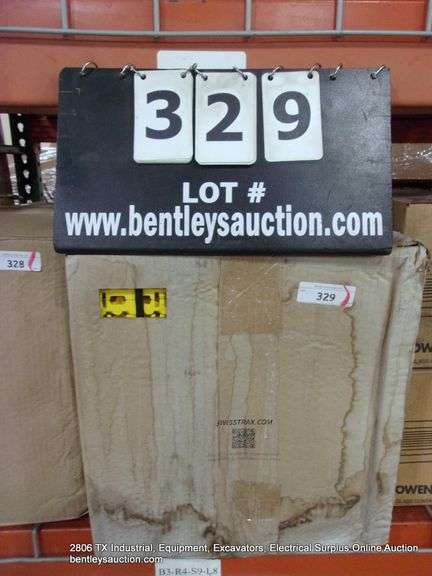 329
LOT #
www.bentleysauction.com
328
329
SWISSTRAX.COM
OWEN
OWEN
2806 TX Industrial, Equipment, Excavators, Electrical Surplus Online Auction
bentleysauction.com
B3-R4-S9-L8